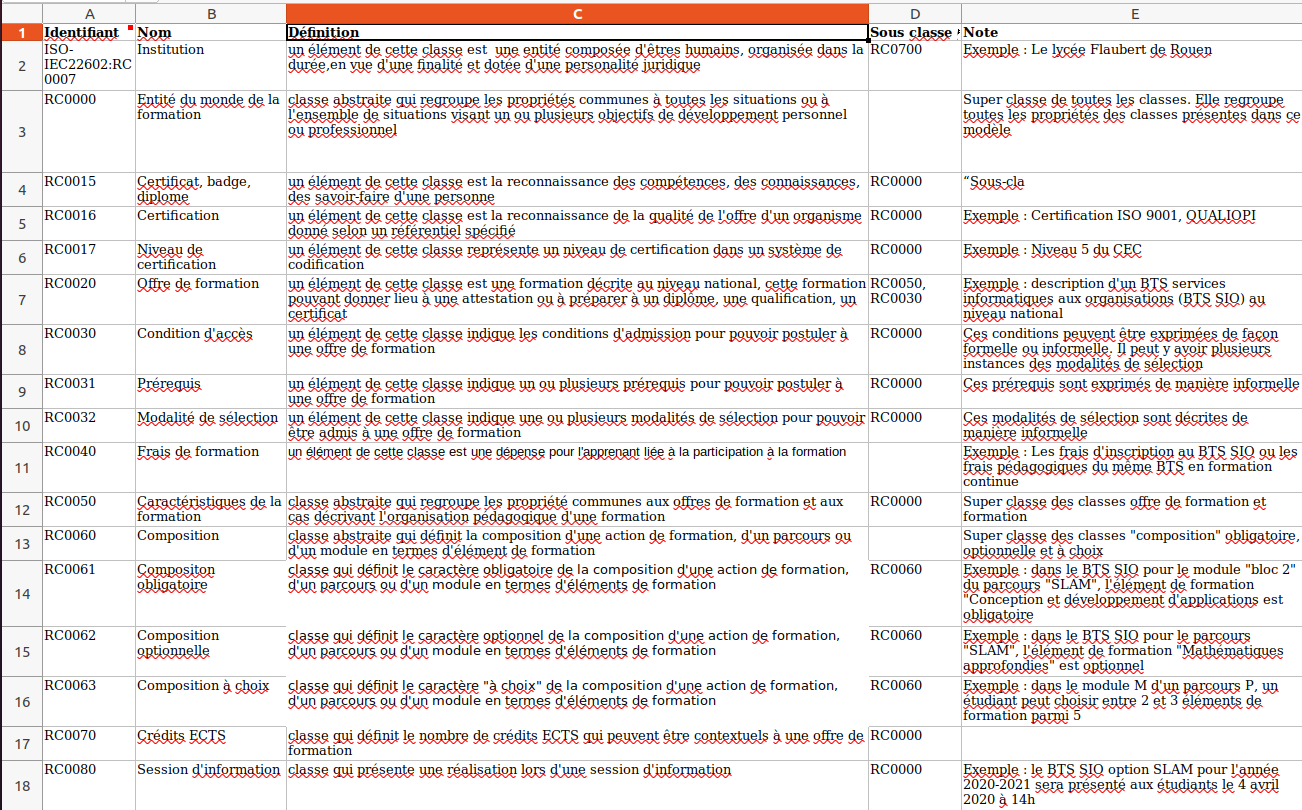 A B C D E
1 Identifiant Nom Définition Sous classe Note
2 ISO-IEC22602:RC0007 Institution un élément de cette classe est une entité composée d'êtres humains, organisée dans la durée,en vue d'une finalité et dotée d'une personalité juridique RC0700 Exemple : Le lycée Flaubert de Rouen
3 RC0000 Entité du monde de la formation classe abstraite qui regroupe les propriétés communes à toutes les situations ou à l'ensemble de situations visant un ou plusieurs objectifs de développement personnel ou professionnel Super classe de toutes les classes. Elle regroupe toutes les propriétés des classes présentes dans ce modèle
4 RC0015 Certificat, badge, diplome un élément de cette classe est la reconnaissance des compétences, des connaissances, des savoir-faire d'une personne RC0000 “Sous-cla
5 RC0016 Certification un élément de cette classe est la reconnaissance de la qualité de l'offre d'un organisme donné selon un référentiel spécifié RC0000 Exemple : Certification ISO 9001, QUALIOPI
6 RC0017 Niveau de certification un élément de cette classe représente un niveau de certification dans un système de codification RC0000 Exemple : Niveau 5 du CEC
7 RC0020 Offre de formation un élément de cette classe est une formation décrite au niveau national, cette formation pouvant donner lieu à une attestation ou à préparer à un diplôme, une qualification, un certificat RC0050, RC0030 Exemple : description d'un BTS services informatiques aux organisations (BTS SIO) au niveau national
8 RC0030 Condition d'accès un élément de cette classe indique les conditions d'admission pour pouvoir postuler à une offre de formation RC0000 Ces conditions peuvent être exprimées de façon formelle ou informelle. Il peut y avoir plusieurs instances des modalités de sélection
9 RC0031 Prérequis un élément de cette classe indique un ou plusieurs prérequis pour pouvoir postuler à une offre de formation RC0000 Ces prérequis sont exprimés de manière informelle
10 RC0032 Modalité de sélection un élément de cette classe indique une ou plusieurs modalités de sélection pour pouvoir être admis à une offre de formation RC0000 Ces modalités de sélection sont décrites de manière informelle
11 RC0040 Frais de formation un élément de cette classe est une dépense pour l'apprenant liée à la participation à la formation Exemple : Les frais d'inscription au BTS SIO ou les frais pédagogiques du même BTS en formation continue
12 RC0050 Caractéristiques de la formation classe abstraite qui regroupe les propriété communes aux offres de formation et aux cas décrivant l'organisation pédagogique d'une formation RC0000 Super classe des classes offre de formation et formation
13 RC0060 Composition classe abstraite qui définit la composition d'une action de formation, d'un parcours ou d'un module en termes d'élément de formation Super classe des classes "composition" obligatoire, optionnelle et à choix
14 RC0061 Compositon obligatoire classe qui définit le caractère obligatoire de la composition d'une action de formation, d'un parcours ou d'un module en termes d'éléments de formation RC0060 Exemple : dans le BTS SIO pour le module "bloc 2" du parcours "SLAM", l'élément de formation "Conception et développement d'applications est obligatoire
15 RC0062 Composition optionnelle classe qui définit le caractère optionnel de la composition d'une action de formation, d'un parcours ou d'un module en termes d'éléments de formation RC0060 Exemple : dans le BTS SIO pour le parcours "SLAM", l'élément de formation "Mathématiques approfondies" est optionnel
16 RC0063 Composition à choix classe qui définit le caractère "à choix" de la composition d'une action de formation, d'un parcours ou d'un module en termes d'éléments de formation RC0060 Exemple : dans le module M d'un parcours P, un étudiant peut choisir entre 2 et 3 éléments de formation parmi 5
17 RC0070 Crédits ECTS classe qui définit le nombre de crédits ECTS qui peuvent être contextuels à une offre de formation RC0000
18 RC0080 Session d'information classe qui présente une réalisation lors d'une session d'information RC0000 Exemple : le BTS SIO option SLAM pour l'année 2020-2021 sera présenté aux étudiants le 4 avril 2020 à 14h